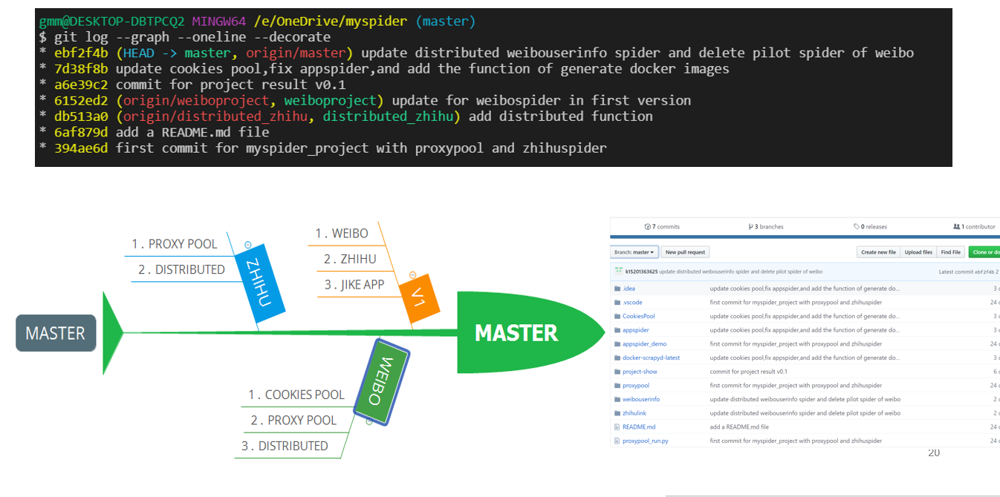 gmm@DESKTOP-DBTPCQ2 MINGW64 /e/OneDrive/myspider (master)
$ git log --graph --oneline --decorate
* ebf2f4b (HEAD -> master, origin/master) update distributed weibouserinfo spider and delete pilot spider of weibo
* 7d38f8b update cookies pool,fix appspider,and add the function of generate docker images
* a6e39c2 commit for project result v0.1
* 6152ed2 (origin/weiboproject, weiboproject) update for weibospider in first version
* db513a0 (origin/distributed_zhihu, distributed_zhihu) add distributed function
* 6af879d add a README.md file
* 394ae6d first commit for myspider_project with proxypool and zhihuspider
MASTER
1 . PROXY POOL
2 . DISTRIBUTED
ZHIHU
1 . WEIBO
2 . ZHIHU
3 . JIKE APP
V1
MASTER
WEIBO
1 . COOKIES POOL
2 . PROXY POOL
3 . DISTRIBUTED
7 commits 3 branches 0 releases 1 contributor
Branch: master New pull request Create new file Upload files Find File Clone or do
k15201363625 update distributed weibouserinfo spider and delete pilot spider of weibo Latest commit ebf2f4b 2
.idea update cookies pool,fix appspider,and add the function of generate do... 3
.vscode first commit for myspider_project with proxypool and zhihuspider 24
CookiesPool update cookies pool,fix appspider,and add the function of generate do... 3
appspider update cookies pool,fix appspider,and add the function of generate do... 3
appspider_demo first commit for myspider_project with proxypool and zhihuspider 24
docker-scrapyd-latest update cookies pool,fix appspider,and add the function of generate do... 3
project-show commit for project result v0.1 6
proxypool first commit for myspider_project with proxypool and zhihuspider 24
weibouserinfo update distributed weibouserinfo spider and delete pilot spider of weibo 2
zhihulink update distributed weibouserinfo spider and delete pilot spider of weibo 2
README.md add a README.md file 24
proxypool_run.py first commit for myspider_project with proxypool and zhihuspider 24
20